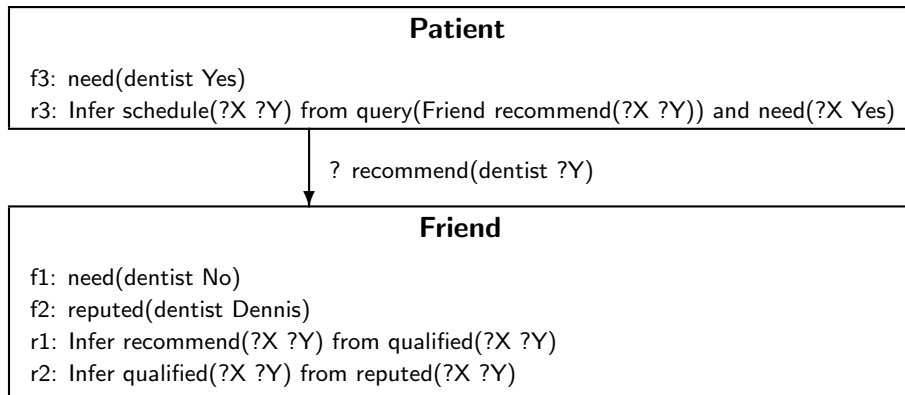 Patient
f3: need(dentist Yes)
r3: Infer schedule(?X ?Y) from query(Friend recommend(?X ?Y)) and need(?X Yes)
? recommend(dentist ?Y)
Friend
f1: need(dentist No)
f2: reputed(dentist Dennis)
r1: Infer recommend(?X ?Y) from qualified(?X ?Y)
r2: Infer qualified(?X ?Y) from reputed(?X ?Y)